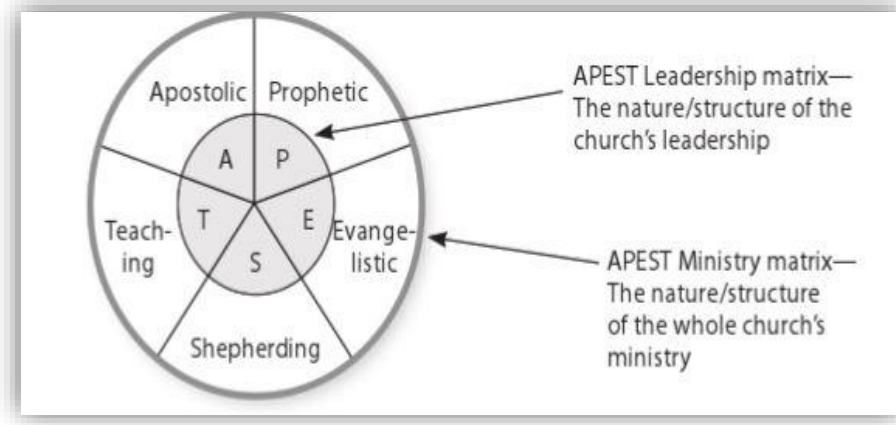 Apostolic
Prophetic
A
P
T
E
S
Teach-
ing
Evange-
listic
Shepherding
APEST Leadership matrix—
The nature/structure of the
church's leadership
APEST Ministry matrix—
The nature/structure
of the whole church's
ministry